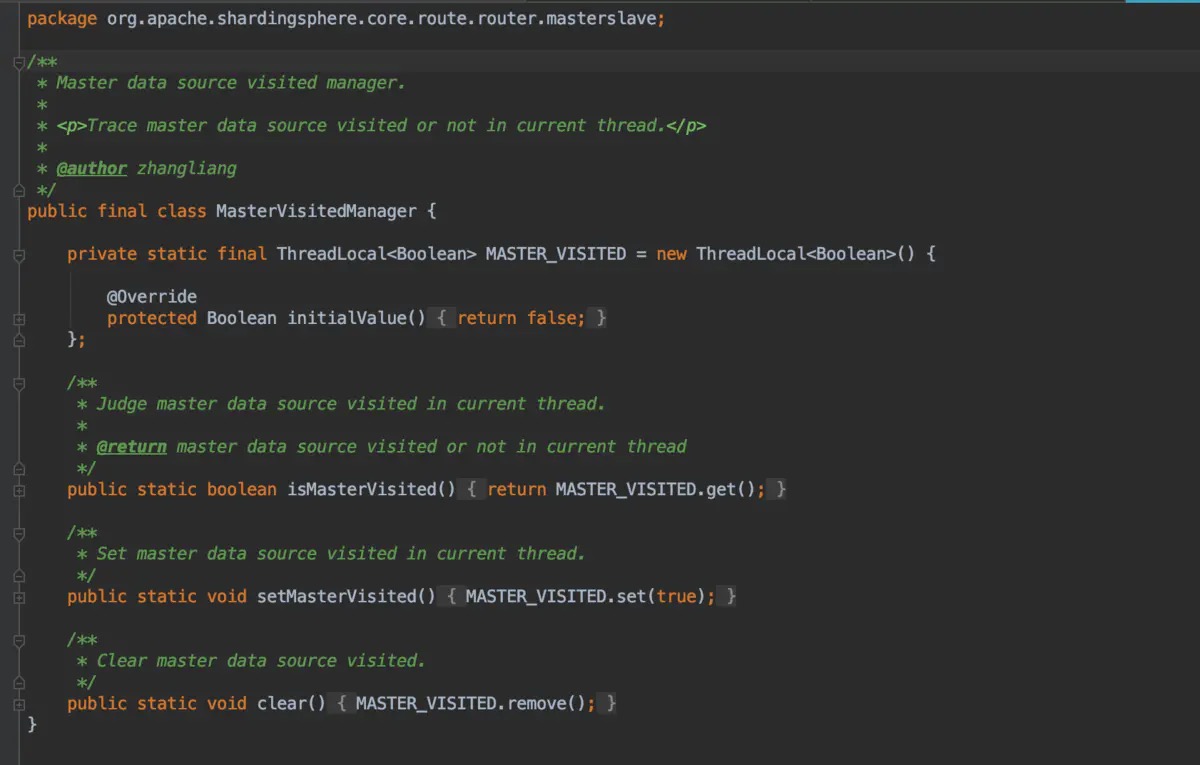 package org.apache.shardingsphere.core.route.router.masterslave;
/**
* Master data source visited manager.
*
* <p>Trace master data source visited or not in current thread.</p>
*
* @author zhangliang
*/
public final class MasterVisitedManager {
private static final ThreadLocal<Boolean> MASTER_VISITED = new ThreadLocal<Boolean>() {
@Override
protected Boolean initialValue() { return false; }
};
/**
* Judge master data source visited in current thread.
*
* @return master data source visited or not in current thread
*/
public static boolean isMasterVisited() { return MASTER_VISITED.get(); }
/**
* Set master data source visited in current thread.
*/
public static void setMasterVisited() { MASTER_VISITED.set(true); }
/**
* Clear master data source visited.
*/
public static void clear() { MASTER_VISITED.remove(); }
}